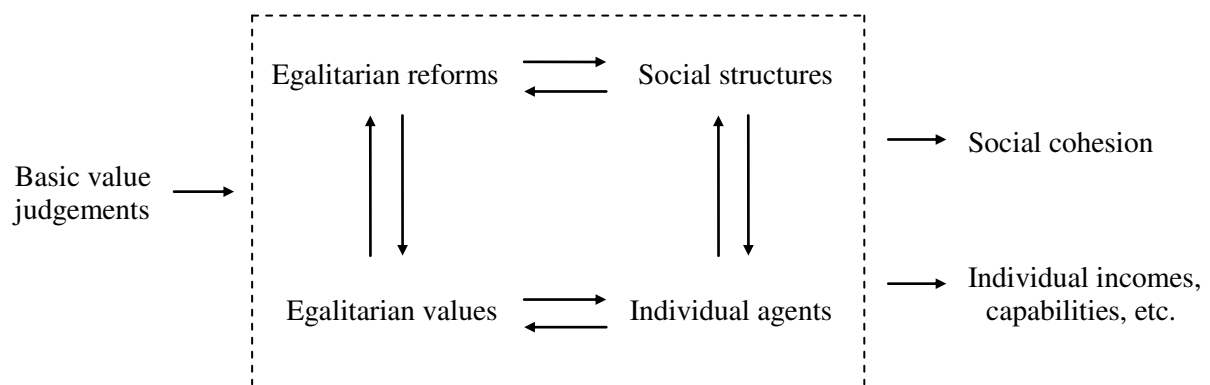 Egalitarian reforms
Social structures
Social cohesion
Basic value
judgements
Individual incomes,
capabilities, etc.
Egalitarian values
Individual agents